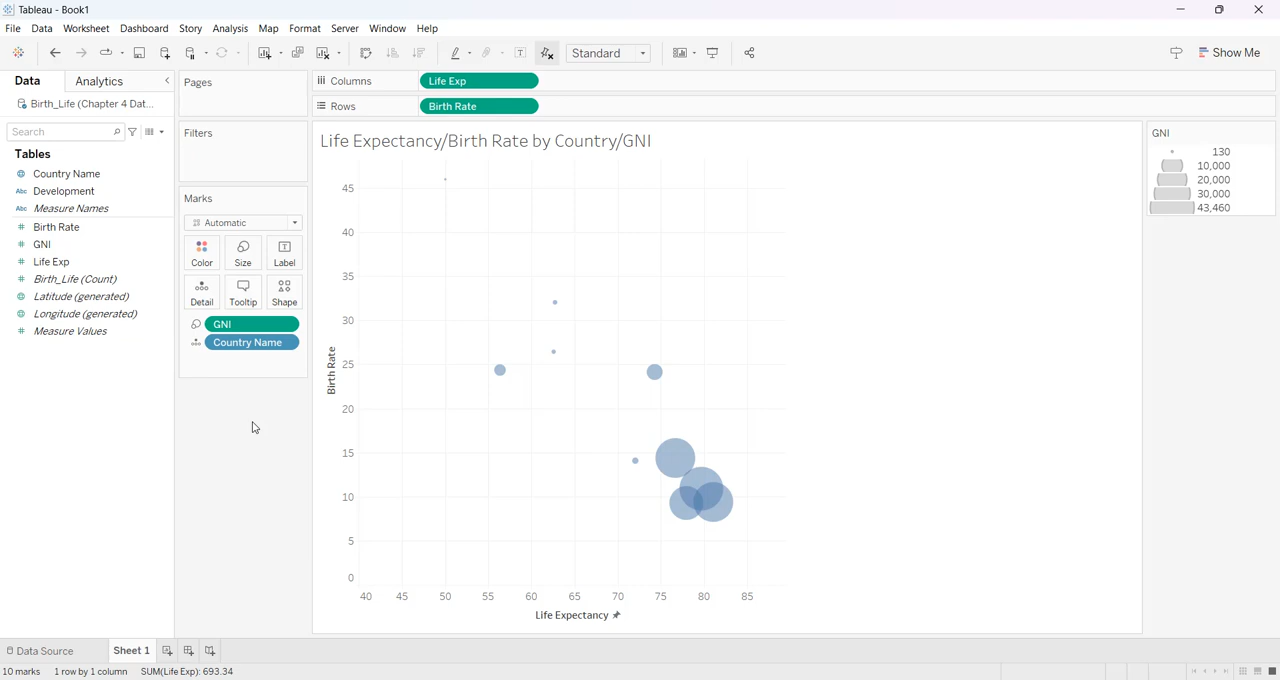 Tableau - Book1
File Data Worksheet Dashboard Story Analysis Map Format Server Window Help
Standard
Show Me
Data Analytics
Pages
Columns Life Exp
Rows Birth Rate
Birth_Life (Chapter 4 Dat...
Search
Tables
Country Name
Abc Development
Abc Measure Names
Birth Rate
GNI
Life Exp
Birth_Life (Count)
Latitude (generated)
Longitude (generated)
Measure Values
Filters
Marks
Automatic
Color Size Label
Detail Tooltip Shape
GNI
Country Name
Life Expectancy/Birth Rate by Country/GNI
Birth Rate
45
40
35
30
25
20
15
10
5
0
40 45 50 55 60 65 70 75 80 85
Life Expectancy
GNI
130
10,000
20,000
30,000
43,460
Data Source Sheet 1
10 marks 1 row by 1 column SUM(Life Exp): 693.34